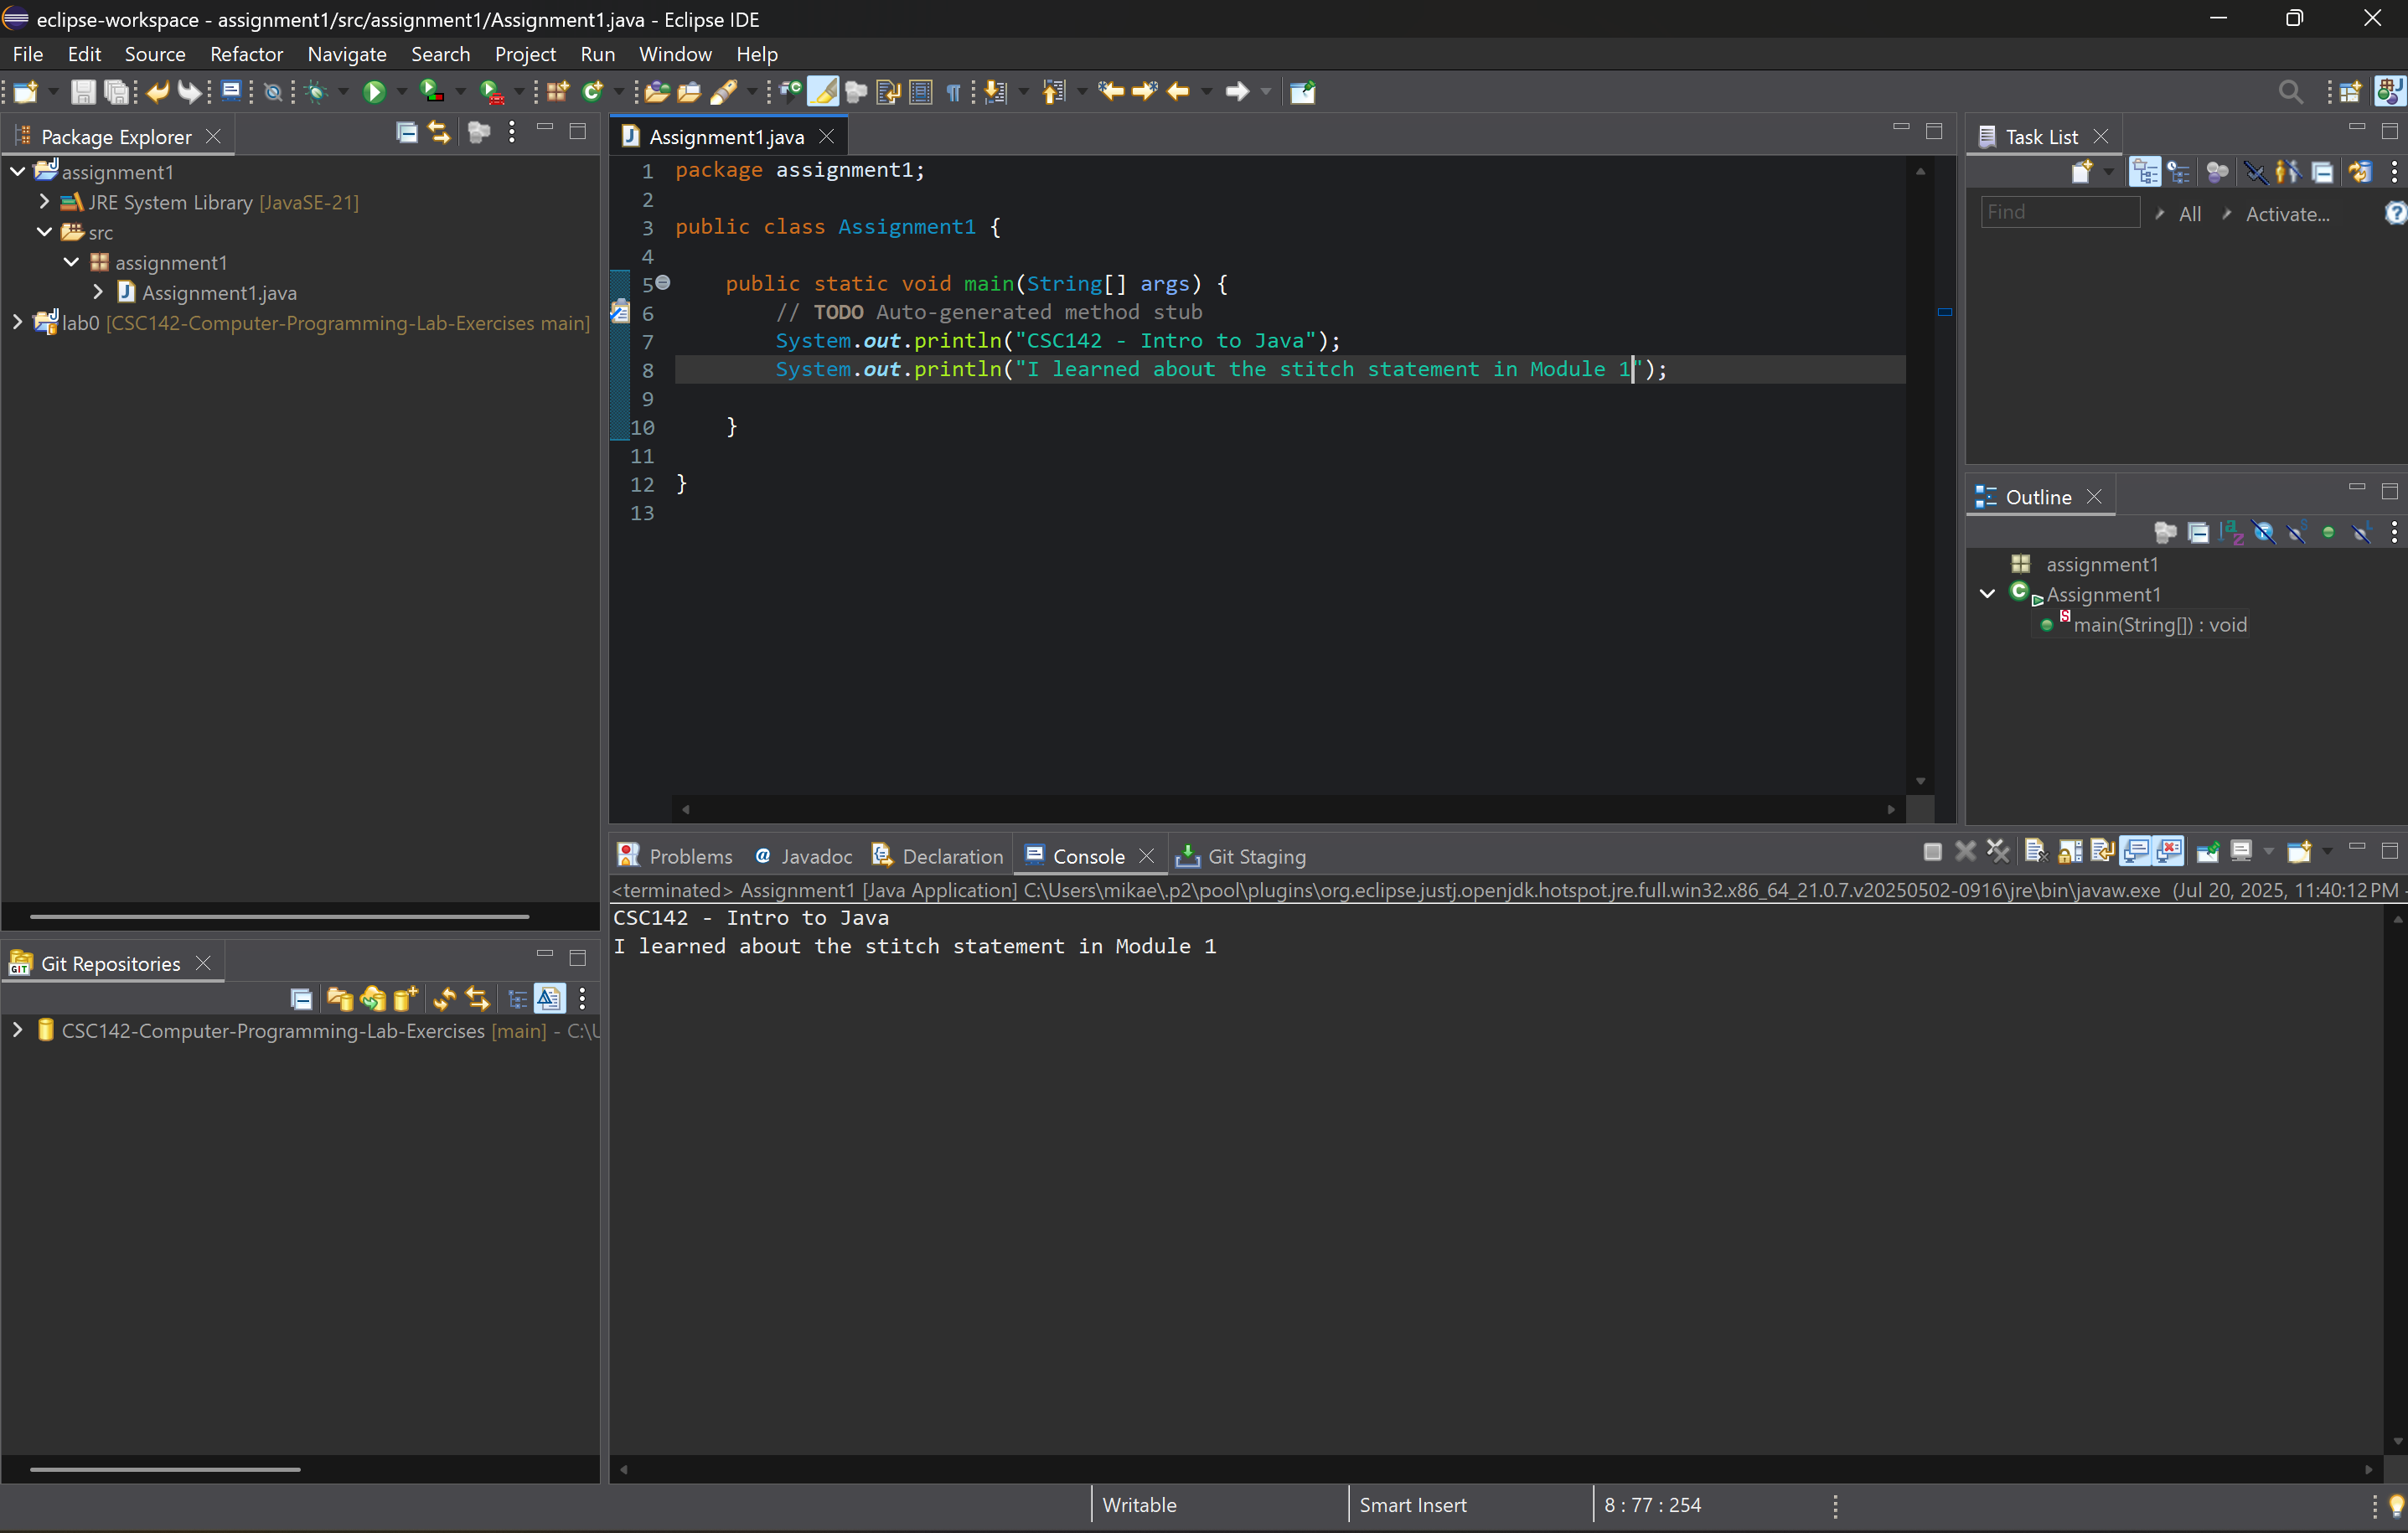 eclipse-workspace - assignment1/src/assignment1/Assignment1.java - Eclipse IDE
File Edit Source Refactor Navigate Search Project Run Window Help
Package Explorer
assignment1
JRE System Library [JavaSE-21]
src
assignment1
Assignment1.java
lab0 [CSC142-Computer-Programming-Lab-Exercises main]
Git Repositories
CSC142-Computer-Programming-Lab-Exercises [main] - C:\U
Assignment1.java
1 package assignment1;
2
3 public class Assignment1 {
4
5 public static void main(String[] args) {
6 // TODO Auto-generated method stub
7 System.out.println("CSC142 - Intro to Java");
8 System.out.println("I learned about the stitch statement in Module 1");
9
10 }
11
12 }
13
Task List
Find All Activate...
Outline
assignment1
Assignment1
main(String[]) : void
Problems Javadoc Declaration Console Git Staging
<terminated> Assignment1 [Java Application] C:\Users\mikae\.p2\pool\plugins\org.eclipse.justj.openjdk.hotspot.jre.full.win32.x86_64_21.0.7.v20250502-0916\jre\bin\javaw.exe (Jul 20, 2025, 11:40:12 PM -
CSC142 - Intro to Java
I learned about the stitch statement in Module 1
Writable Smart Insert 8 : 77 : 254